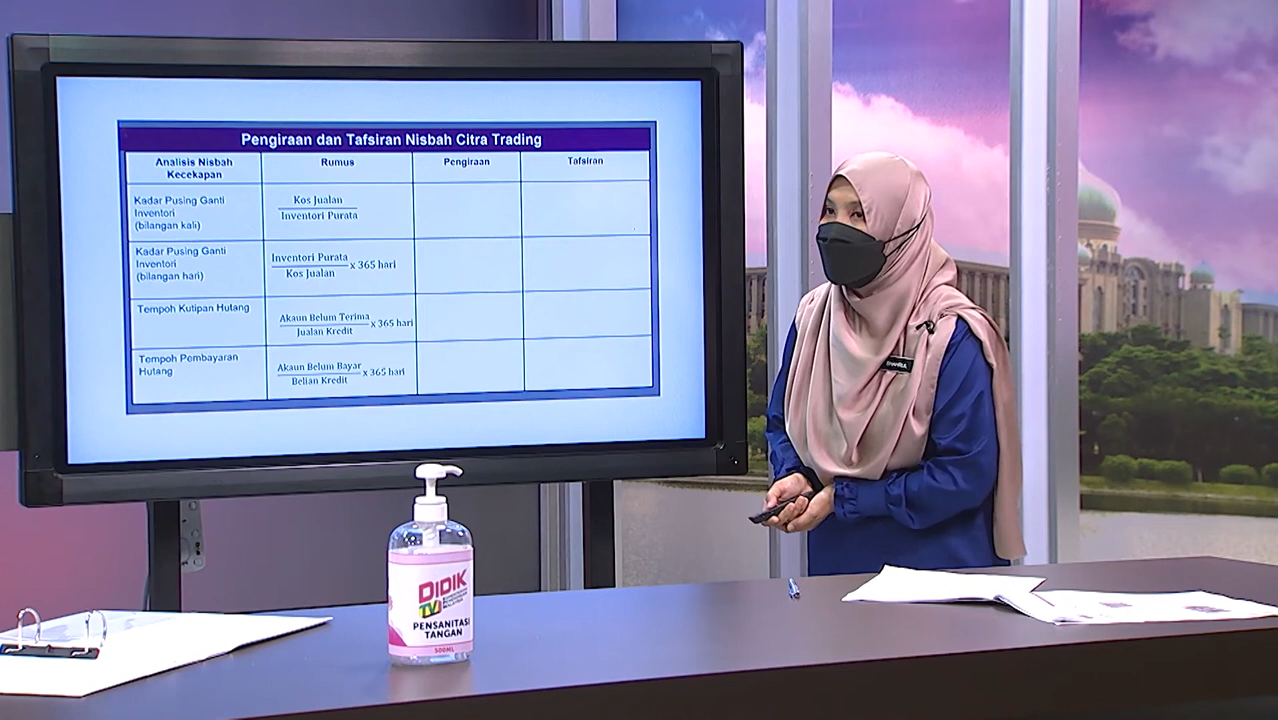 Pengiraan dan Tafsiran Nisbah Citra Trading
Analisis Nisbah
Kecekapan
Rumus
Pengiraan
Tafsiran
Kadar Pusing Ganti
Inventori
(bilangan kali)
Kos Jualan
Inventori Purata
Kadar Pusing Ganti
Inventori
(bilangan hari)
Inventori Purata
Kos Jualan
x 365 hari
Tempoh Kutipan Hutang
Akaun Belum Terima
Jualan Kredit
x 365 hari
Tempoh Pembayaran
Hutang
Akaun Belum Bayar
Belian Kredit
x 365 hari
DIDIK
TV
MALAYSIA
PENSANITASI
TANGAN
500ML